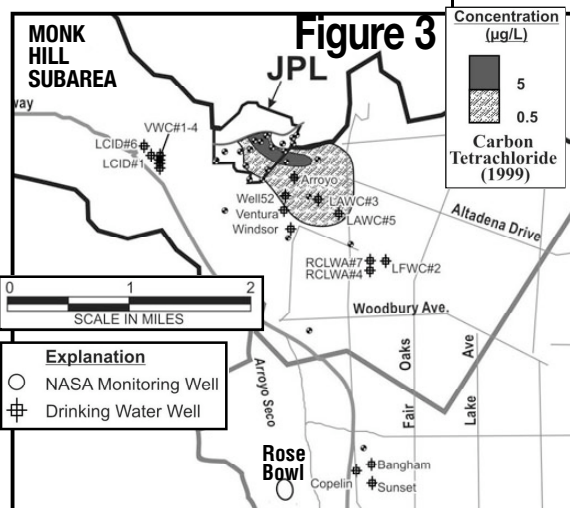 Figure 3
MONK
HILL
SUBAREA
JPL
Concentration
(µg/L)
5
0.5
Carbon
Tetrachloride
(1999)
way
VWC#1-4
LCID#6
LCID#1
Arroyo
Well52
LAWC#3
Ventura
LAWC#5
Windsor
Altadena Drive
RCLWA#7
RCLWA#4
LFWC#2
0 1 2
SCALE IN MILES
Woodbury Ave.
Explanation
NASA Monitoring Well
Drinking Water Well
Arroyo Seco
Fair Oaks
Lake Ave
Rose
Bowl
Bangham
Copelin
Sunset